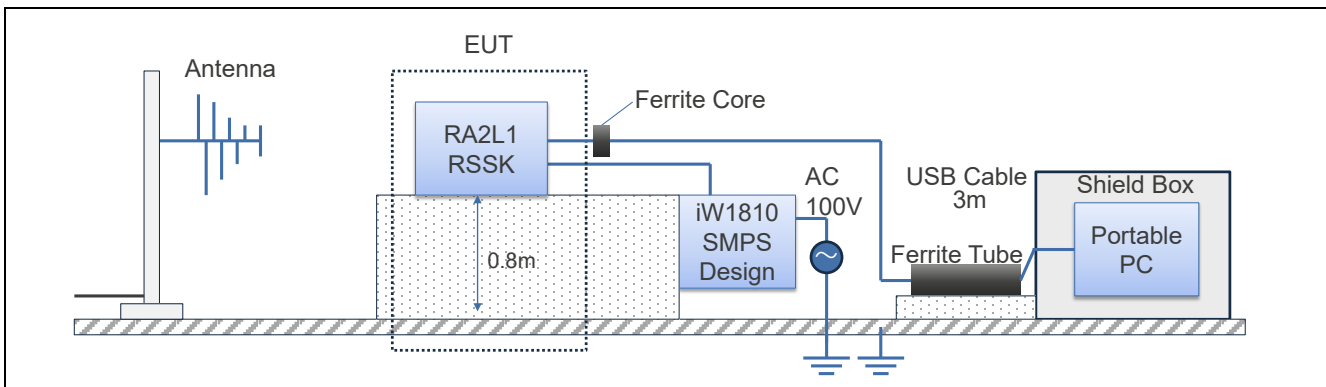 EUT
Antenna
Ferrite Core
RA2L1
RSSK
AC
100V
USB Cable
3m
Shield Box
iW1810
SMPS
Design
Portable
PC
0.8m
Ferrite Tube